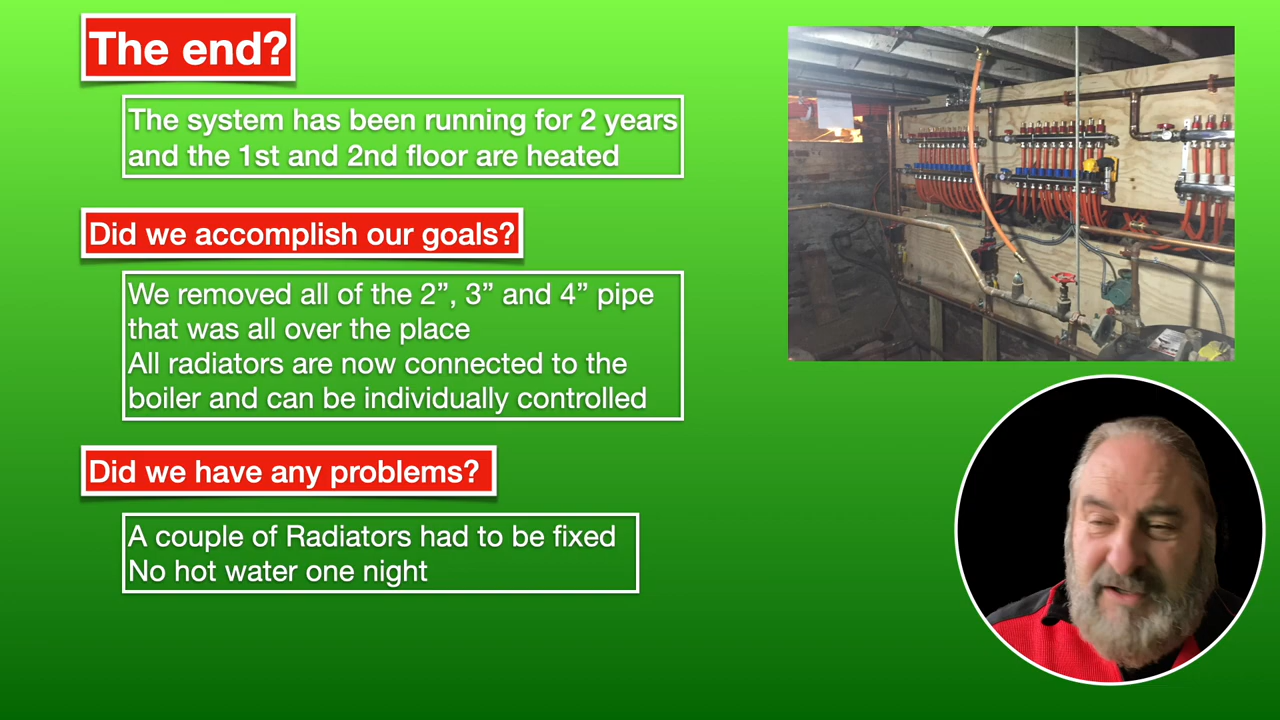 The end?
The system has been running for 2 years
and the 1st and 2nd floor are heated
Did we accomplish our goals?
We removed all of the 2”, 3” and 4” pipe
that was all over the place
All radiators are now connected to the
boiler and can be individually controlled
Did we have any problems?
A couple of Radiators had to be fixed
No hot water one night